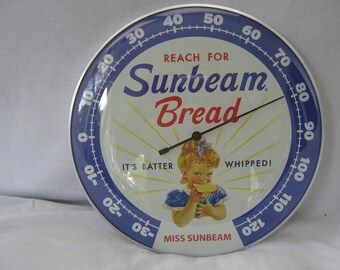 REACH FOR
Sunbeam®
Bread
IT'S BATTER WHIPPED!
MISS SUNBEAM
-30 -20 -10 0 10 20 30 40 50 60 70 80 90 100 110 120